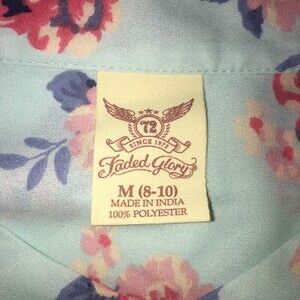 '72
SINCE 1972
Faded Glory
M (8-10)
MADE IN INDIA
100% POLYESTER